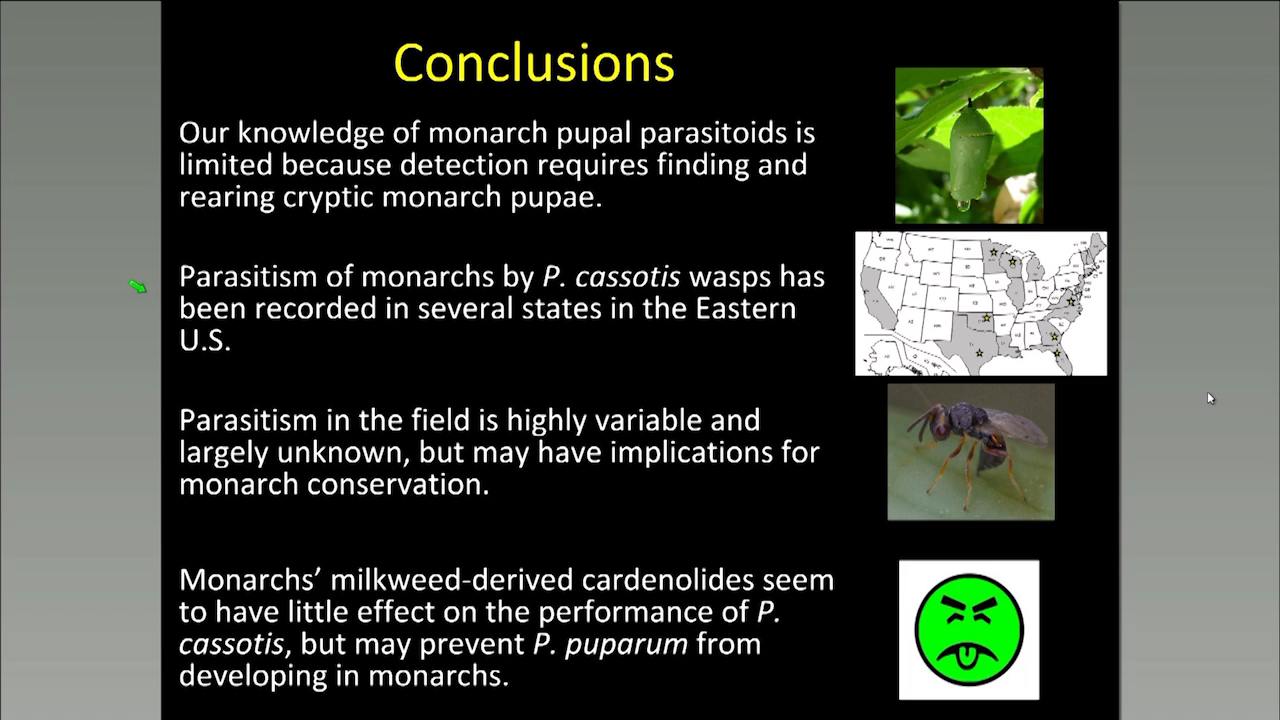 Conclusions
Our knowledge of monarch pupal parasitoids is
limited because detection requires finding and
rearing cryptic monarch pupae.
Parasitism of monarchs by P. cassotis wasps has
been recorded in several states in the Eastern
U.S.
Parasitism in the field is highly variable and
largely unknown, but may have implications for
monarch conservation.
Monarchs’ milkweed-derived cardenolides seem
to have little effect on the performance of P.
cassotis, but may prevent P. puparum from
developing in monarchs.